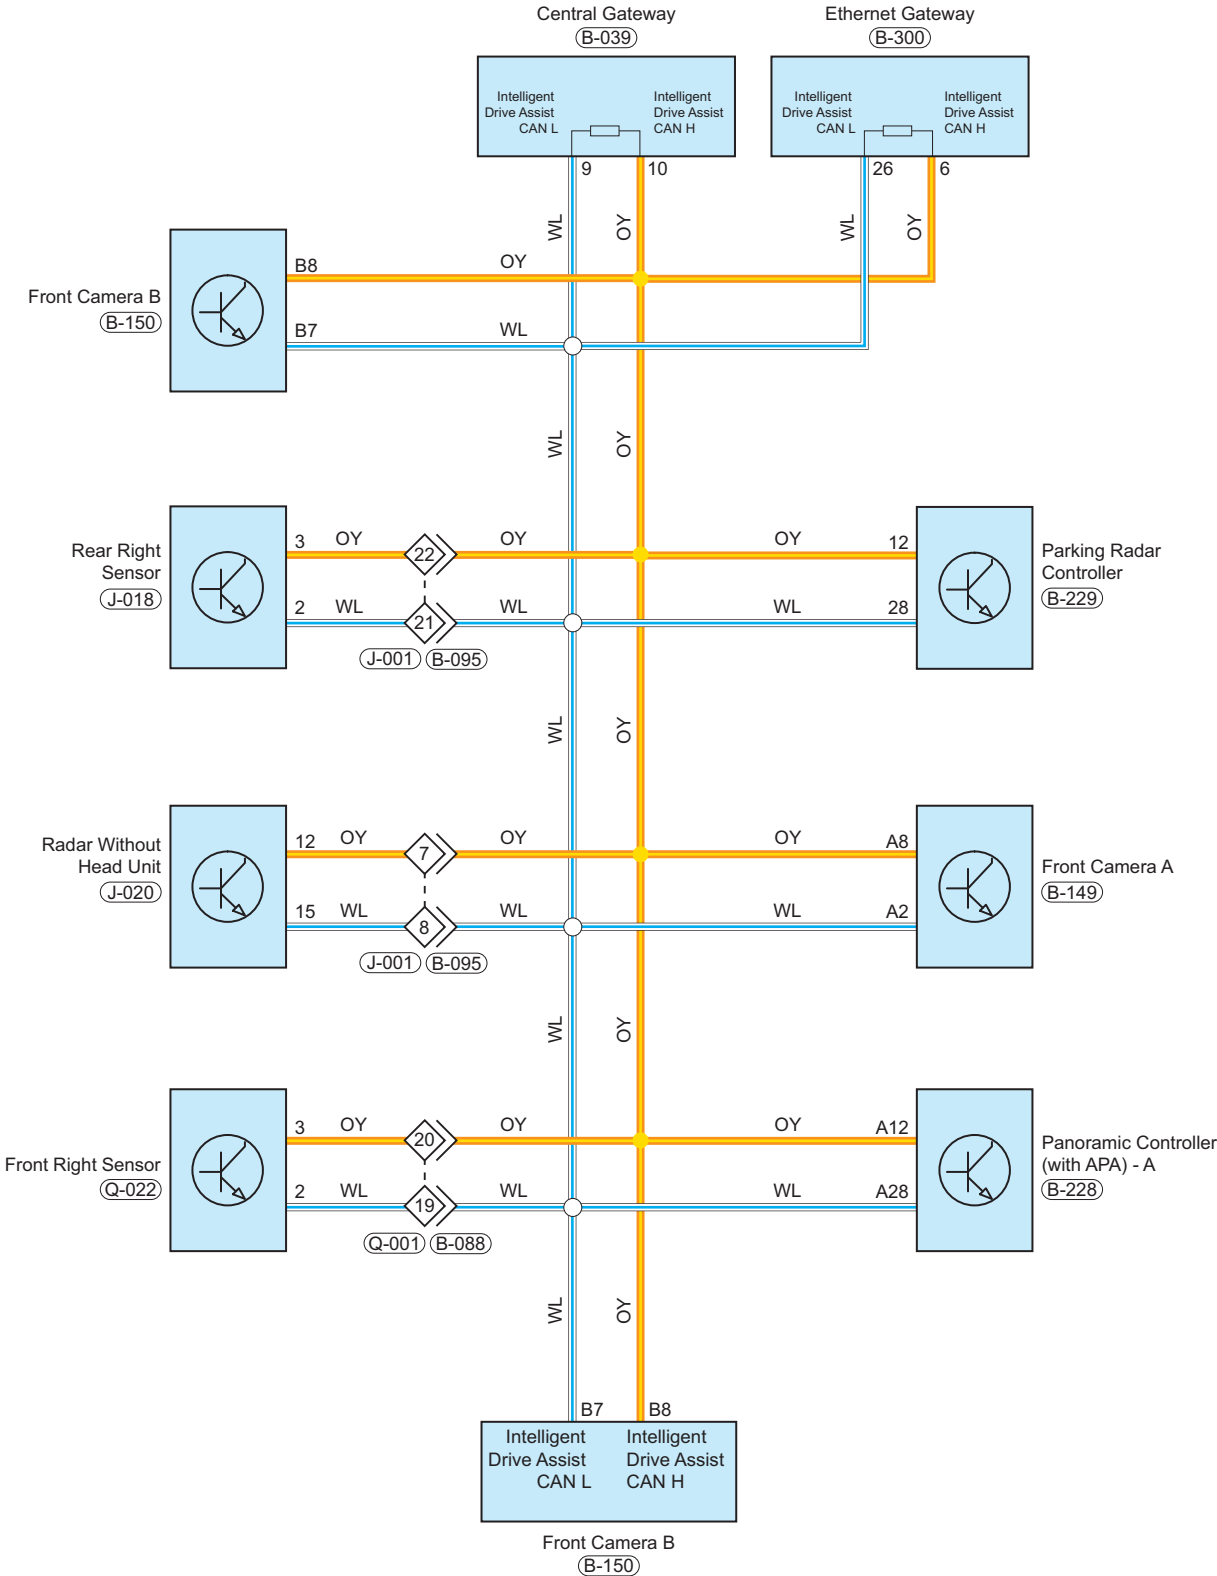 Central Gateway
B-039
Ethernet Gateway
B-300
Intelligent
Drive Assist
CAN L
Intelligent
Drive Assist
CAN H
Intelligent
Drive Assist
CAN L
Intelligent
Drive Assist
CAN H
9
10
26
6
WL
OY
WL
OY
Front Camera B
B-150
B8
OY
B7
WL
WL
OY
Rear Right
Sensor
J-018
3
OY
22
OY
OY
12
2
WL
21
WL
WL
28
J-001
B-095
Parking Radar
Controller
B-229
WL
OY
Radar Without
Head Unit
J-020
12
OY
7
OY
OY
A8
15
WL
8
WL
WL
A2
J-001
B-095
Front Camera A
B-149
WL
OY
Front Right Sensor
Q-022
3
OY
20
OY
OY
A12
2
WL
19
WL
WL
A28
Q-001
B-088
Panoramic Controller
(with APA) - A
B-228
WL
OY
B7
B8
Intelligent
Drive Assist
CAN L
Intelligent
Drive Assist
CAN H
Front Camera B
B-150